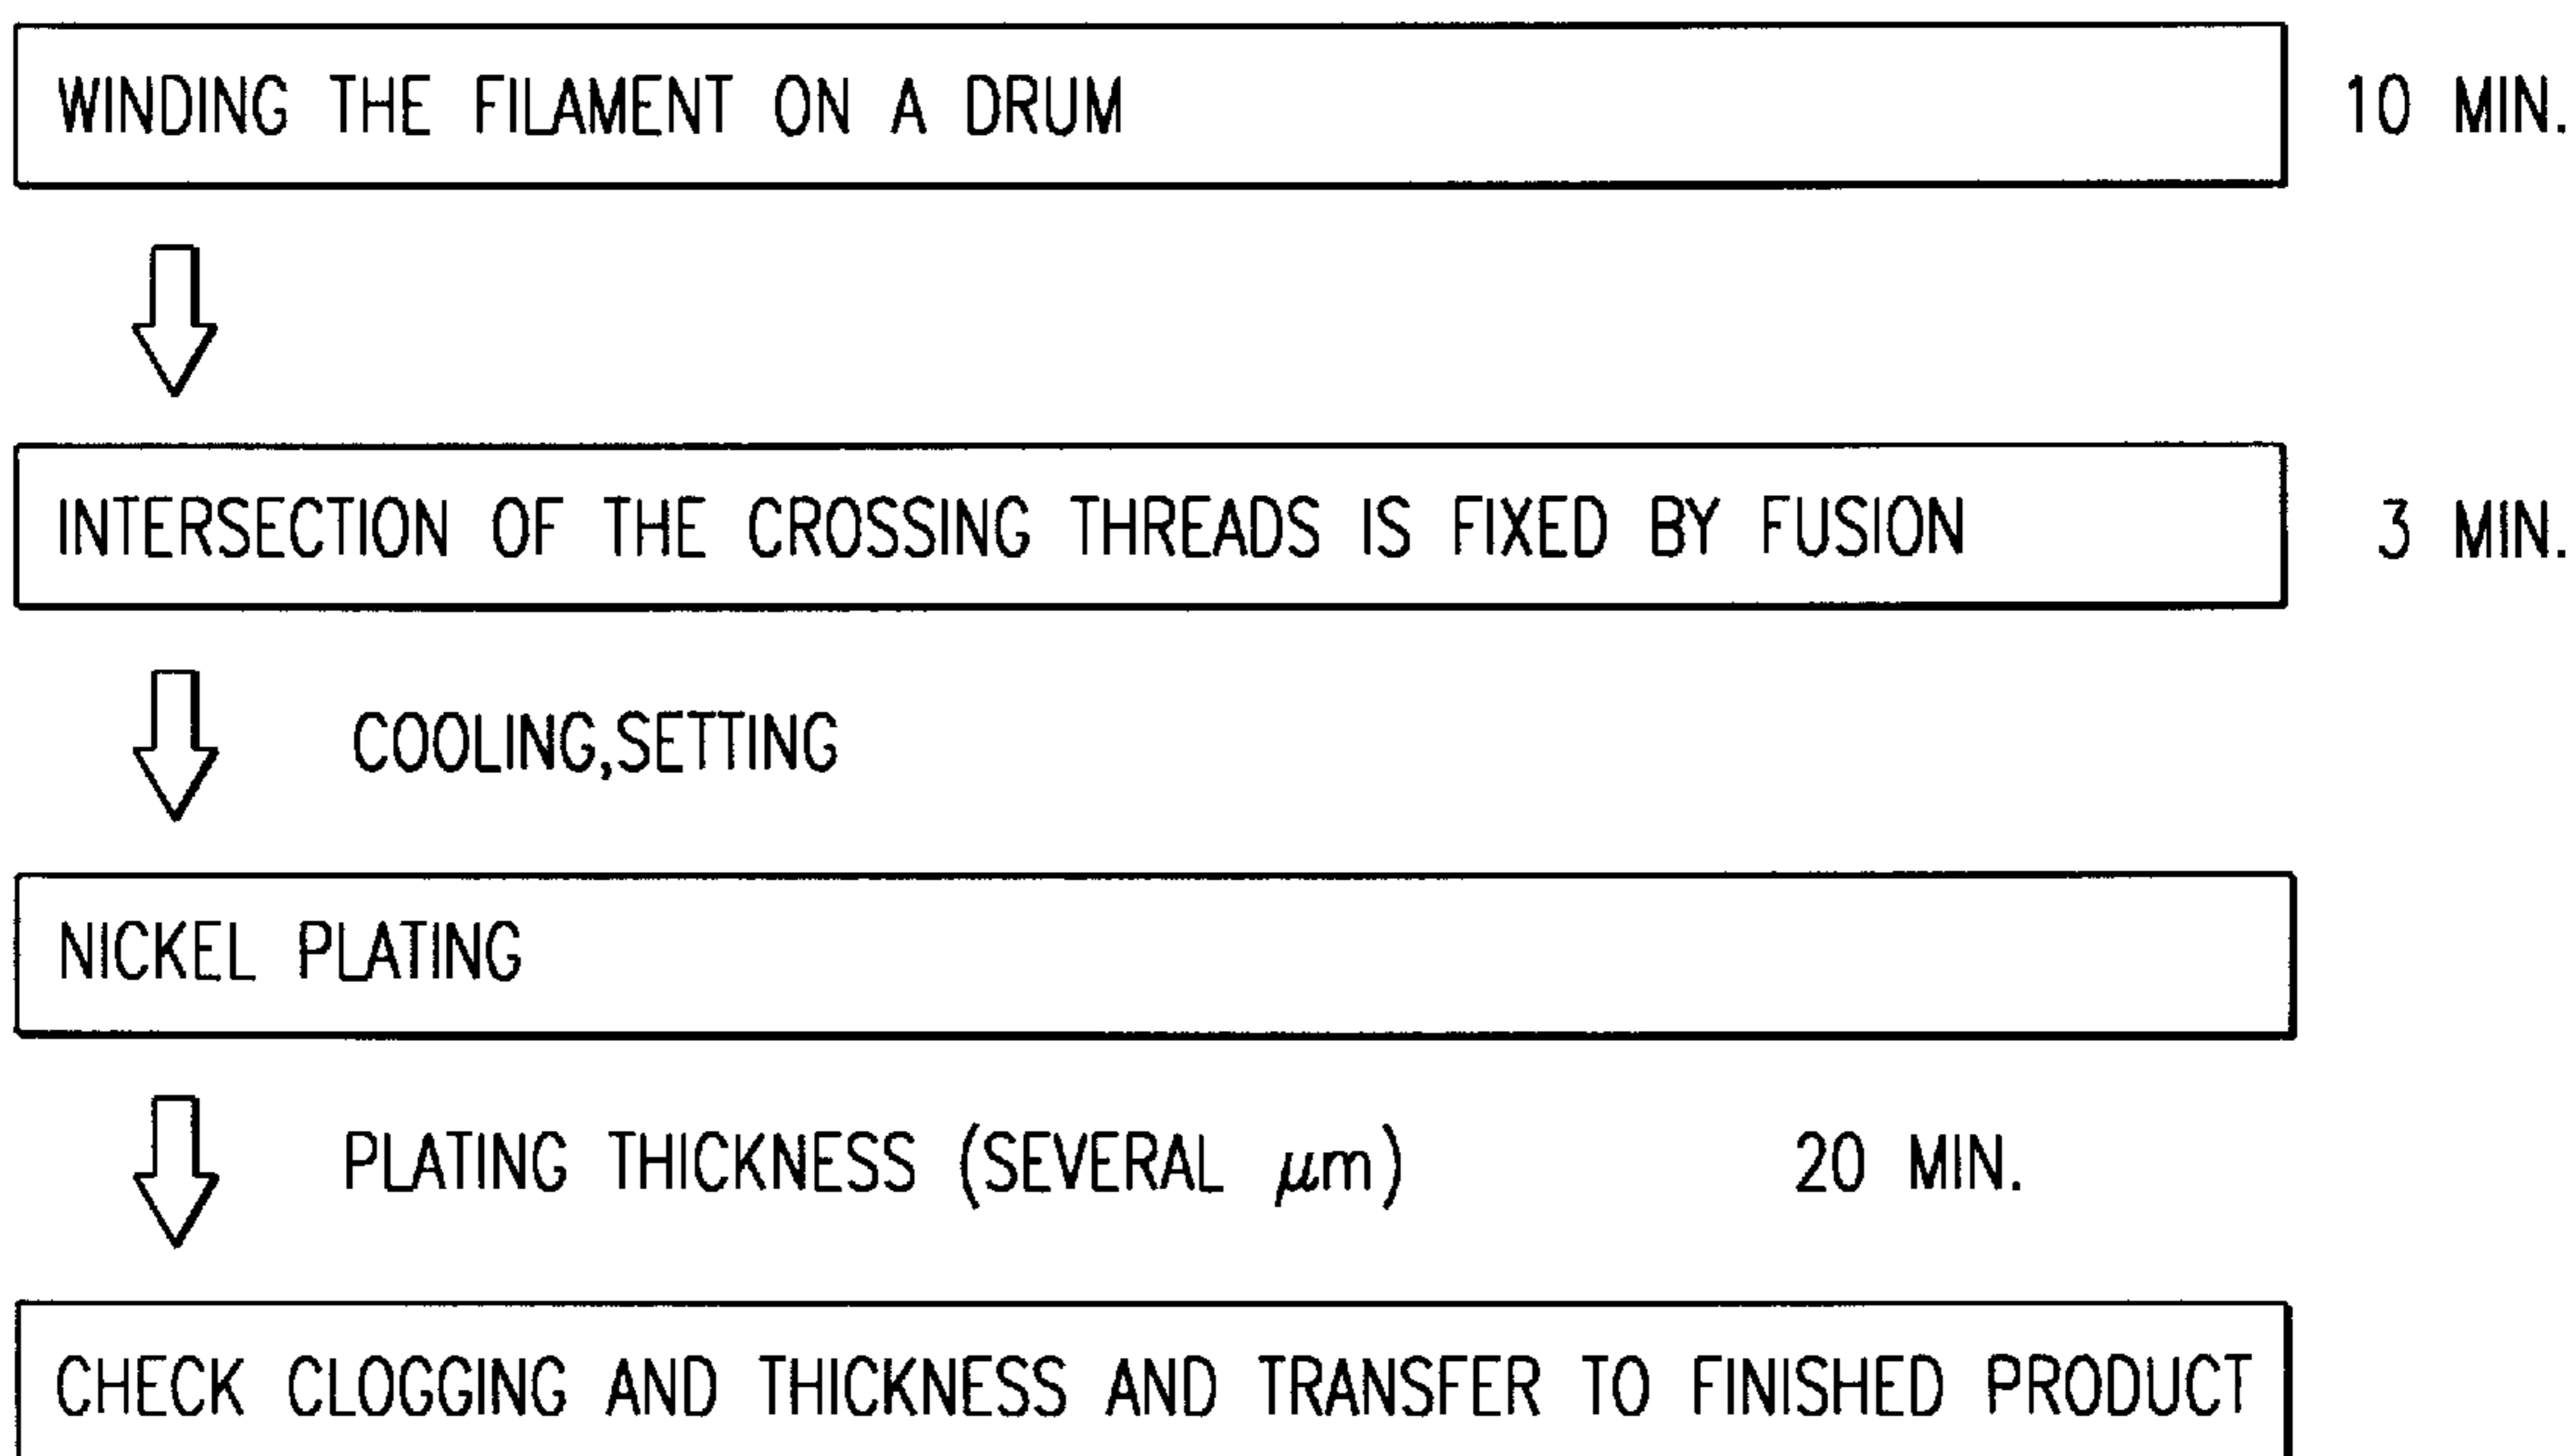 WINDING THE FILAMENT ON A DRUM 10 MIN.
INTERSECTION OF THE CROSSING THREADS IS FIXED BY FUSION 3 MIN.
COOLING,SETTING
NICKEL PLATING
PLATING THICKNESS (SEVERAL μm) 20 MIN.
CHECK CLOGGING AND THICKNESS AND TRANSFER TO FINISHED PRODUCT